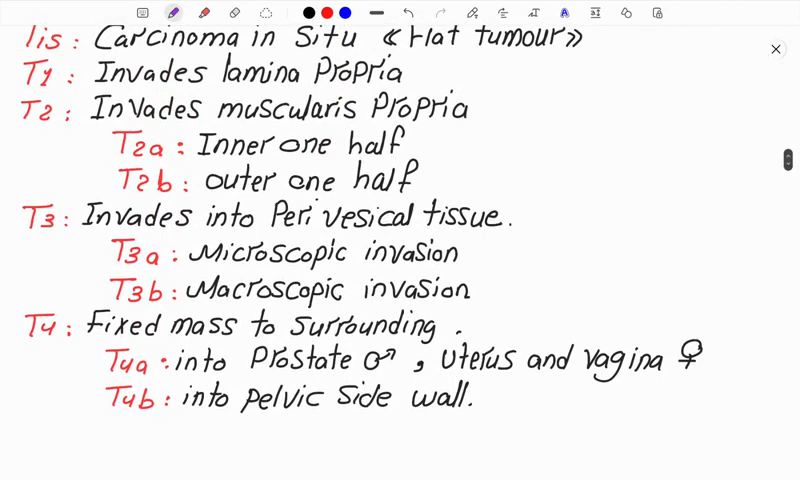 Tis : Carcinoma in Situ « Flat tumour »
T1 : Invades lamina Propria
T2 : Invades muscularis Propria
T2a : Inner one half
T2b : outer one half
T3 : Invades into Peri vesical tissue.
T3a : Microscopic invasion
T3b : Macroscopic invasion
T4 : Fixed mass to surrounding .
T4a : into Prostate ♂ , Uterus and vagina ♀
T4b : into pelvic side wall.